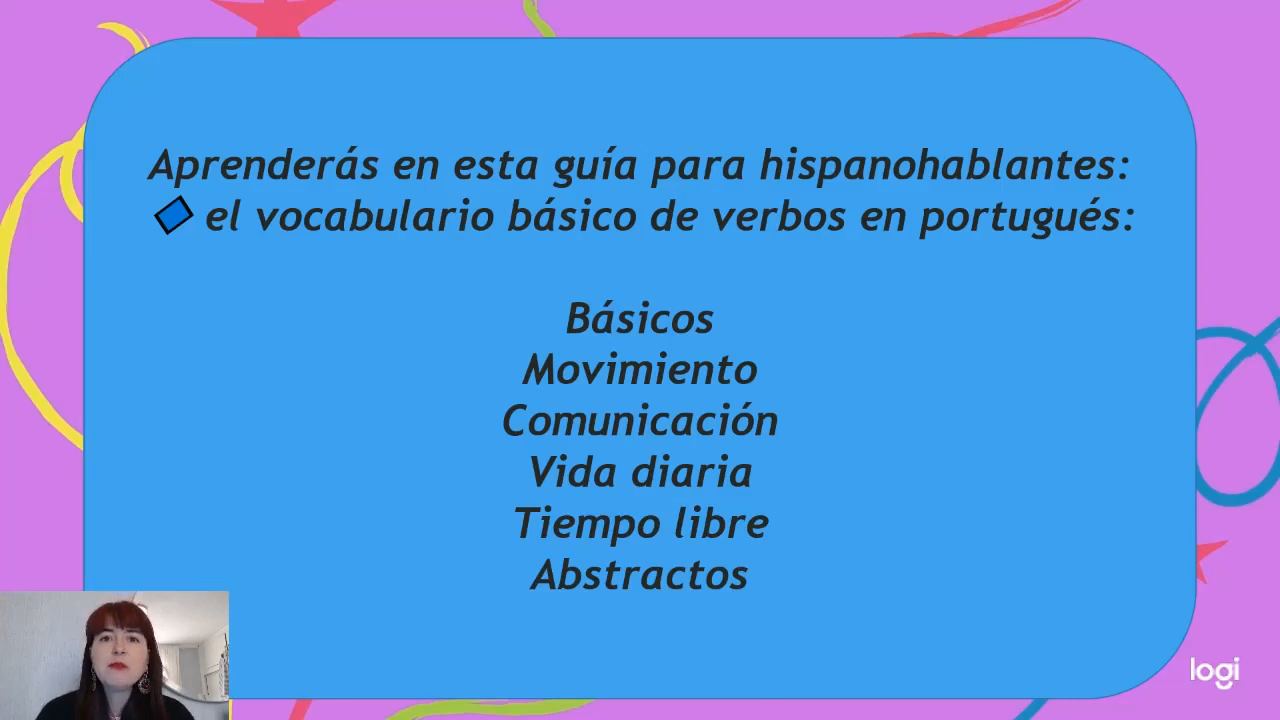 Aprenderás en esta guía para hispanohablantes:
el vocabulario básico de verbos en portugués:
Básicos
Movimiento
Comunicación
Vida diaria
Tiempo libre
Abstractos
logi